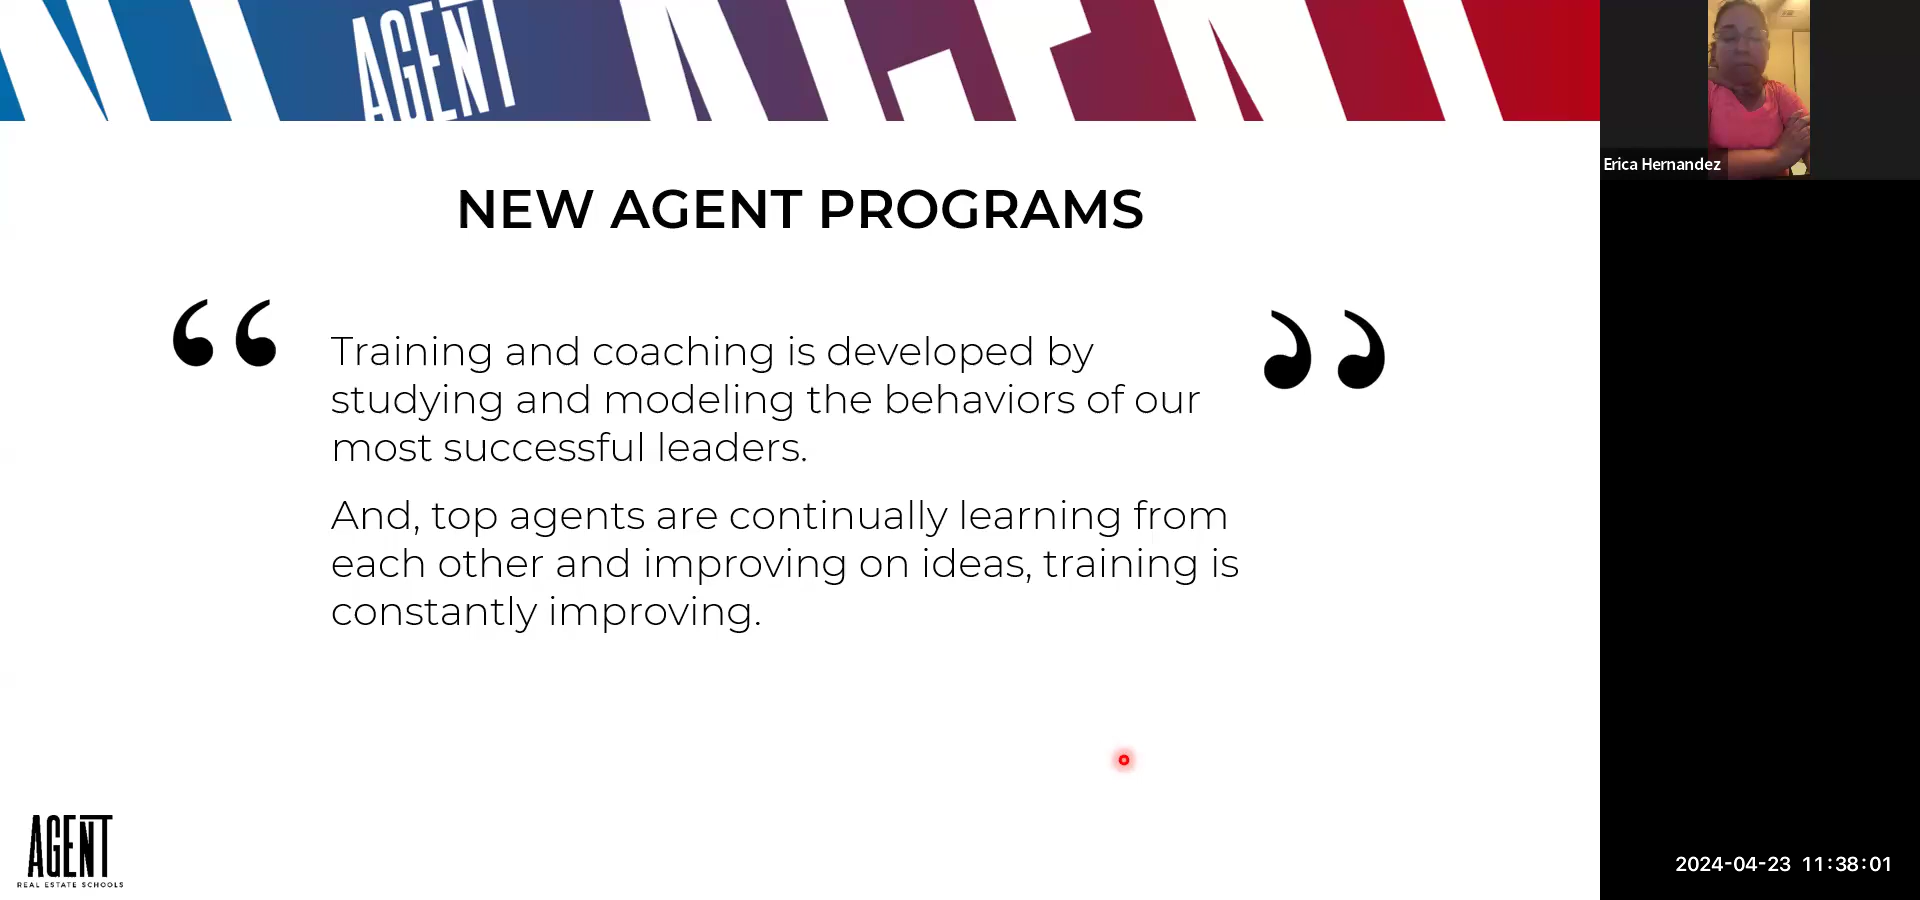 AGENT
Erica Hernandez
NEW AGENT PROGRAMS
“ Training and coaching is developed by ”
studying and modeling the behaviors of our
most successful leaders.
And, top agents are continually learning from
each other and improving on ideas, training is
constantly improving.
AGENT
REAL ESTATE SCHOOLS
2024-04-23 11:38:01